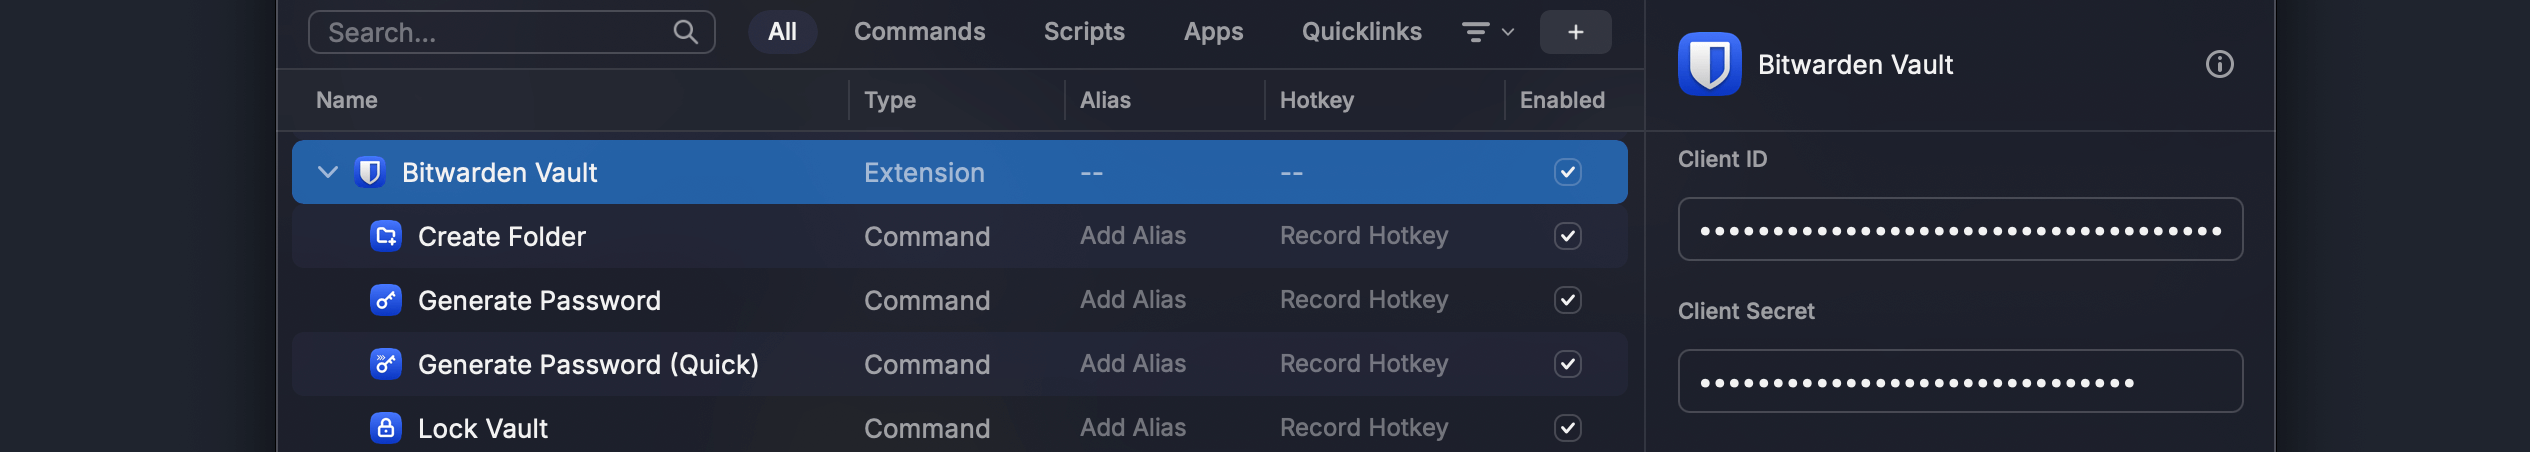 Search...
All Commands Scripts Apps Quicklinks
Name Type Alias Hotkey Enabled
Bitwarden Vault Extension -- --
Create Folder Command Add Alias Record Hotkey
Generate Password Command Add Alias Record Hotkey
Generate Password (Quick) Command Add Alias Record Hotkey
Lock Vault Command Add Alias Record Hotkey
Bitwarden Vault
Client ID
Client Secret